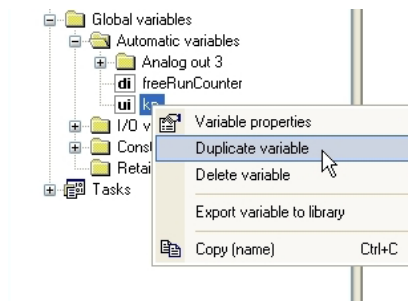 Global variables
Automatic variables
Analog out 3
di freeRunCounter
ui
I/O v
Variable properties
Duplicate variable
Const
Delete variable
Retai
Tasks
Export variable to library
Copy (name) Ctrl+C